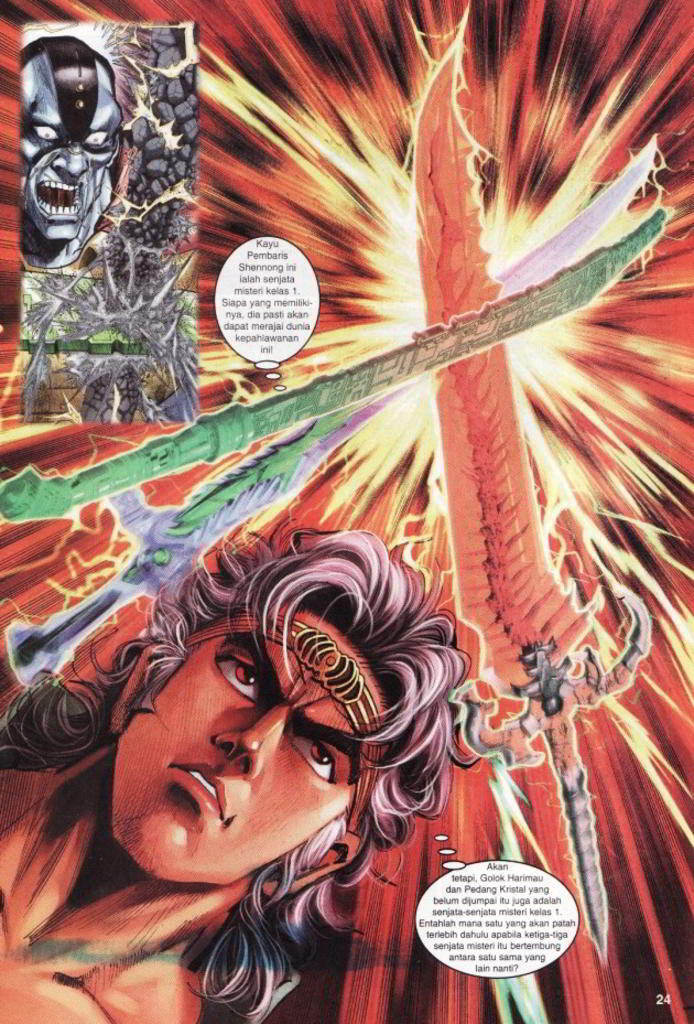 Kayu
Pembaris
Shennong ini
ialah senjata
misteri kelas 1.
Siapa yang memiliki-
nya, dia pasti akan
dapat merajai dunia
kepahlawanan
ini!
Akan
tetapi, Golok Harimau
dan Pedang Kristal yang
belum dijumpai itu juga adalah
senjata-senjata misteri kelas 1.
Entahlah mana satu yang akan patah
terlebih dahulu apabila ketiga-tiga
senjata misteri itu bertembung
antara satu sama yang
lain nanti?
24